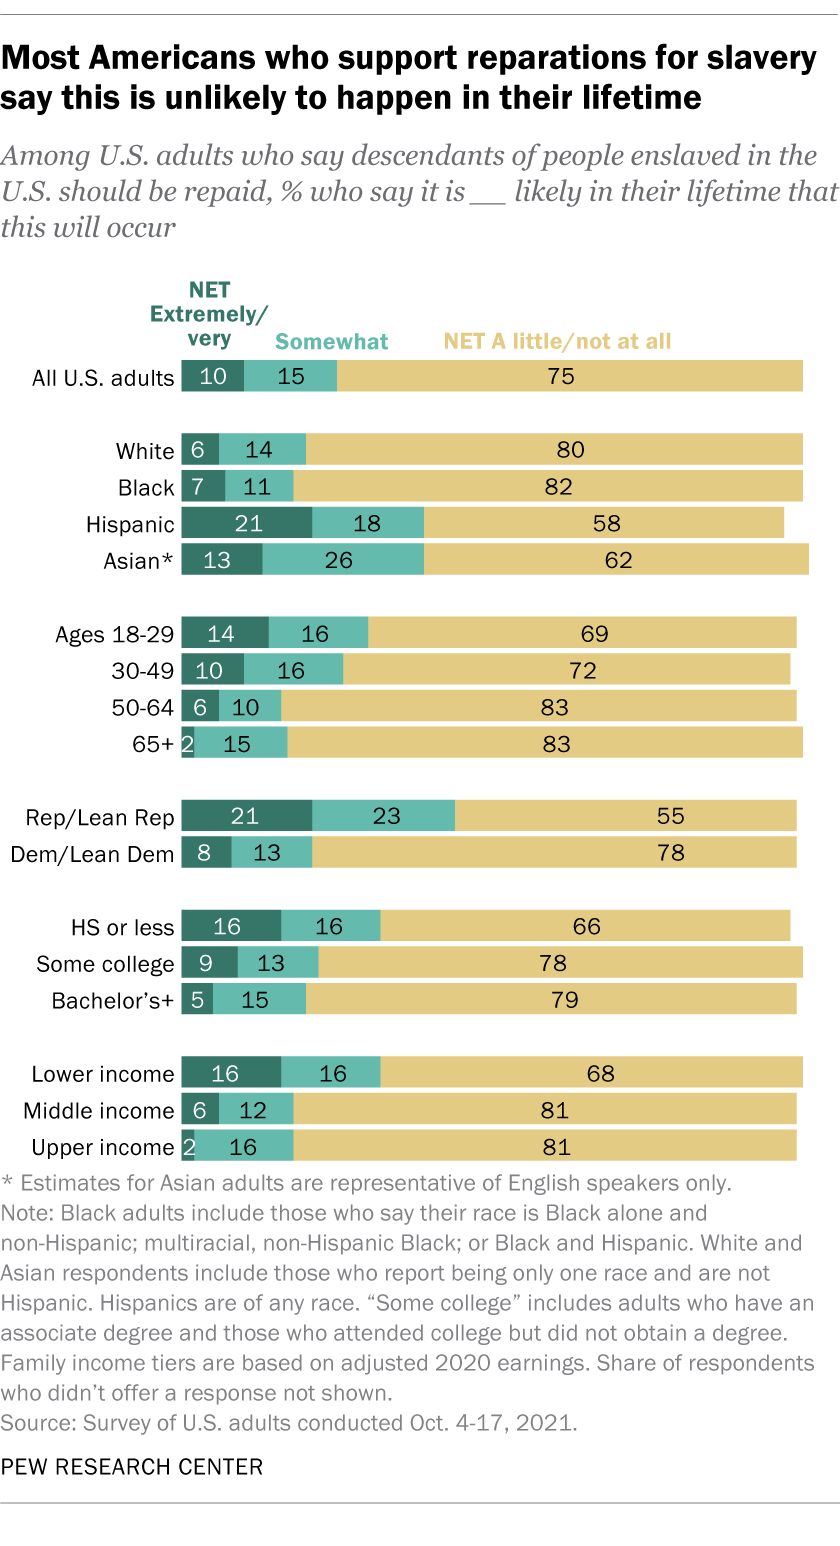 Most Americans who support reparations for slavery
say this is unlikely to happen in their lifetime
Among U.S. adults who say descendants of people enslaved in the
U.S. should be repaid, % who say it is __ likely in their lifetime that
this will occur
NET
Extremely/
very
Somewhat
NET A little/not at all
All U.S. adults 10 15 75
White 6 14 80
Black 7 11 82
Hispanic 21 18 58
Asian* 13 26 62
Ages 18-29 14 16 69
30-49 10 16 72
50-64 6 10 83
65+ 2 15 83
Rep/Lean Rep 21 23 55
Dem/Lean Dem 8 13 78
HS or less 16 16 66
Some college 9 13 78
Bachelor’s+ 5 15 79
Lower income 16 16 68
Middle income 6 12 81
Upper income 2 16 81
* Estimates for Asian adults are representative of English speakers only.
Note: Black adults include those who say their race is Black alone and
non-Hispanic; multiracial, non-Hispanic Black; or Black and Hispanic. White and
Asian respondents include those who report being only one race and are not
Hispanic. Hispanics are of any race. “Some college” includes adults who have an
associate degree and those who attended college but did not obtain a degree.
Family income tiers are based on adjusted 2020 earnings. Share of respondents
who didn’t offer a response not shown.
Source: Survey of U.S. adults conducted Oct. 4-17, 2021.
PEW RESEARCH CENTER